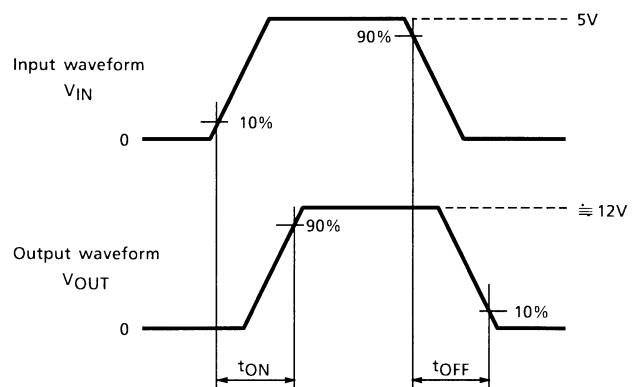 5V
90%
Input waveform
VIN
10%
0
≒ 12V
90%
Output waveform
VOUT
10%
0
tON
tOFF